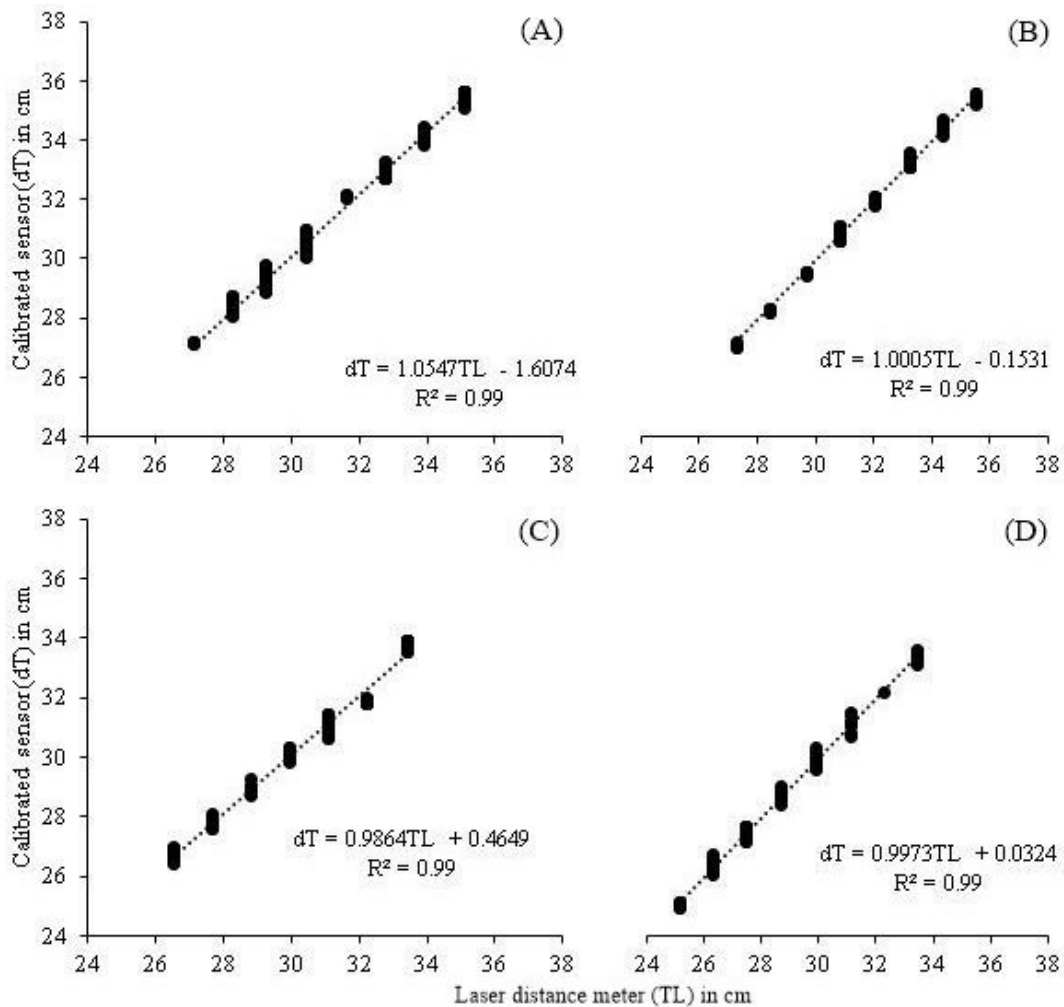 38
36
34
32
30
28
26
24
24 26 28 30 32 34 36 38
Calibrated sensor(dT) in cm
(A)
dT = 1.0547TL - 1.6074
R² = 0.99
(B)
dT = 1.0005TL - 0.1531
R² = 0.99
24 26 28 30 32 34 36 38
38
36
34
32
30
28
26
24
24 26 28 30 32 34 36 38
Calibrated sensor(dT) in cm
(C)
dT = 0.9864TL + 0.4649
R² = 0.99
(D)
dT = 0.9973TL + 0.0324
R² = 0.99
24 26 28 30 32 34 36 38
Laser distance meter (TL) in cm